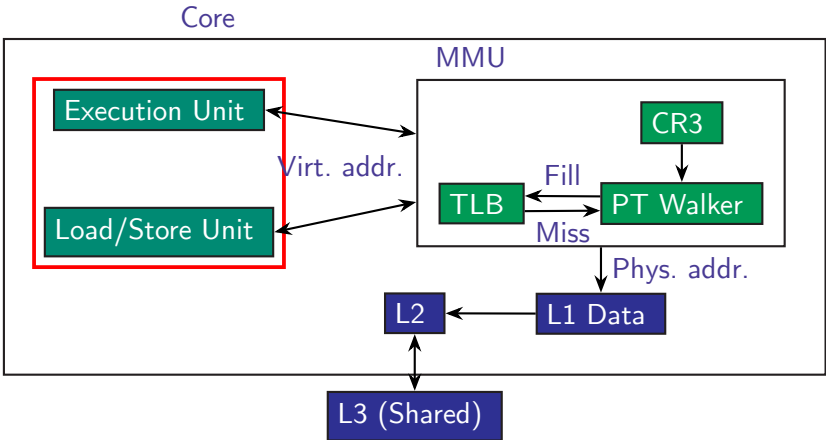 Core
MMU
Execution Unit
CR3
Virt. addr.
Fill
TLB
PT Walker
Load/Store Unit
Miss
Phys. addr.
L2
L1 Data
L3 (Shared)